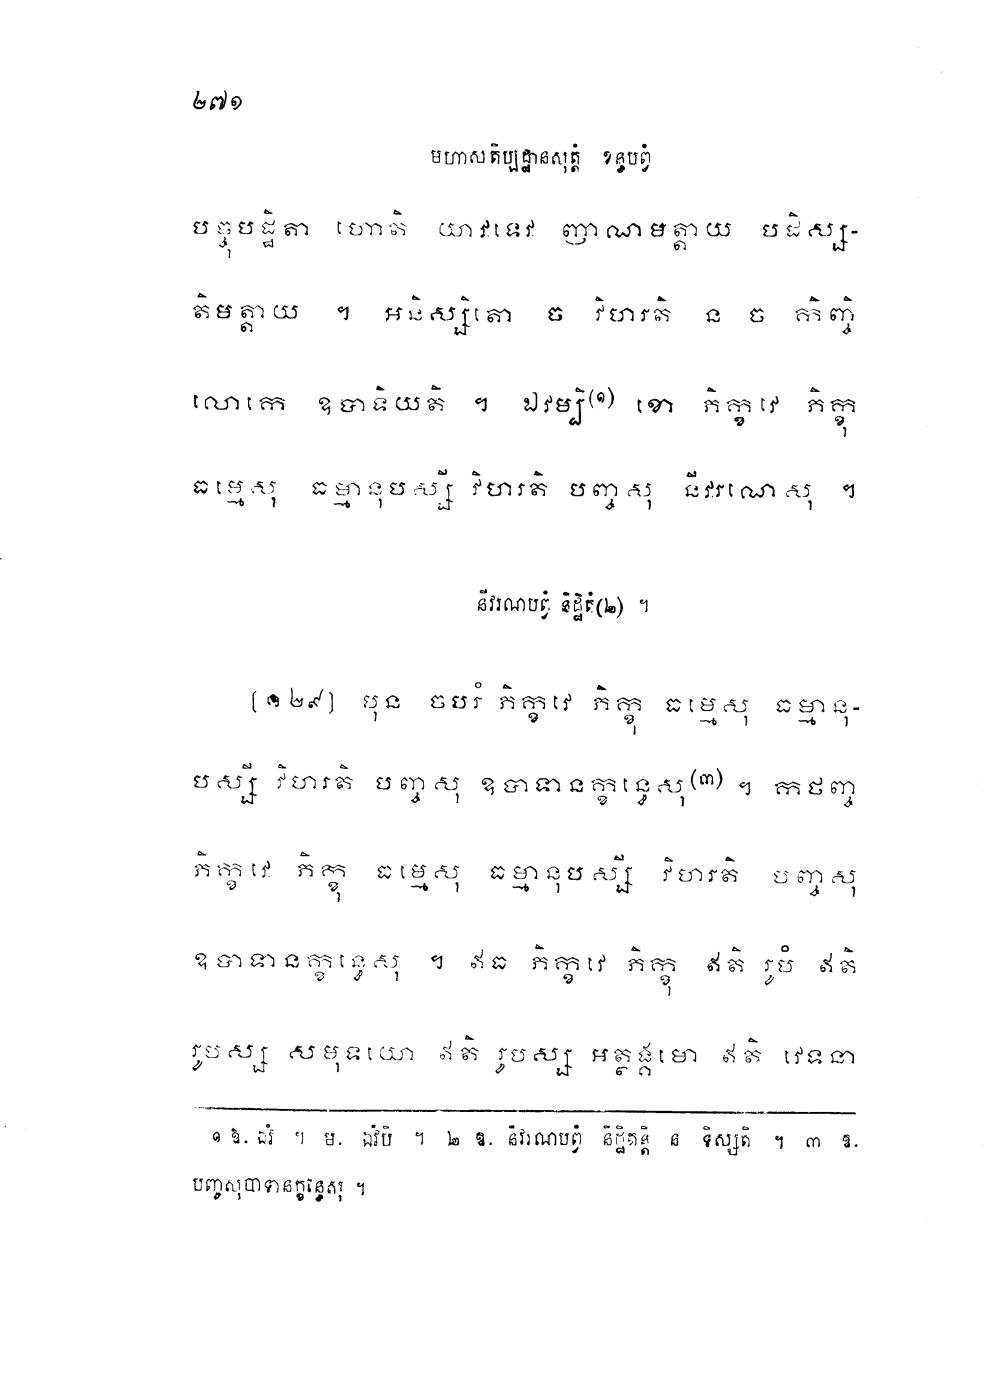 ២៧១
មហាសតិប្បដ្ឋានសុត្តំ ខន្ធបព្វំ
បច្ចុបដ្ឋិតា ហោតិ យាវទេវ ញាណមត្តាយ បដិស្ស-
តិមត្តាយ ។ អនិស្សិតោ ច វិហរតិ ន ច កិញ្ចិ
លោកេ ឧបាទិយតិ ។ ឯវម្បិ(១) ខោ ភិក្ខវេ ភិក្ខុ
ធម្មេសុ ធម្មានុបស្សី វិហរតិ បញ្ចសុ នីវរណេសុ ។
នីវរណបព្វំ និដ្ឋិតំ(២) ។
(១២៩) បុន ចបរំ ភិក្ខវេ ភិក្ខុ ធម្មេសុ ធម្មានុ-
បស្សី វិហរតិ បញ្ចសុ ឧបាទានក្ខន្ធេសុ(៣) ។ កថញ្ច
ភិក្ខវេ ភិក្ខុ ធម្មេសុ ធម្មានុបស្សី វិហរតិ បញ្ចសុ
ឧបាទានក្ខន្ធេសុ ។ ឥធ ភិក្ខវេ ភិក្ខុ ឥតិ រូបំ ឥតិ
រូបស្ស សមុទយោ ឥតិ រូបស្ស អត្ថង្គមោ ឥតិ វេទនា
១ ឱ. ឯវំ ។ ម. ឯវំបិ ។ ២ ឧ. នីវរណបព្វំ និដ្ឋិតន្តិ ន ទិស្សតិ ។ ៣ ឧ.
បញ្ចសុបាទានក្ខន្ធេសុ ។